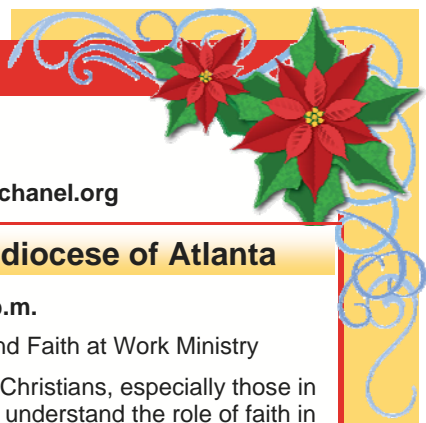 chanel.org
diocese of Atlanta
.m.
nd Faith at Work Ministry
Christians, especially those in
understand the role of faith in